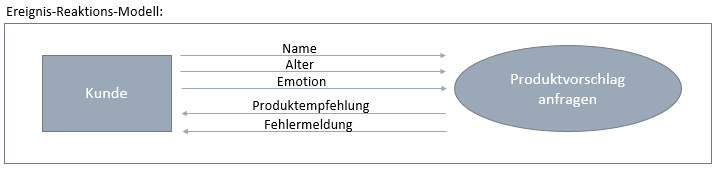 Ereignis-Reaktions-Modell:
Name
Alter
Emotion
Kunde
Produktvorschlag
anfragen
Produktempfehlung
Fehlermeldung